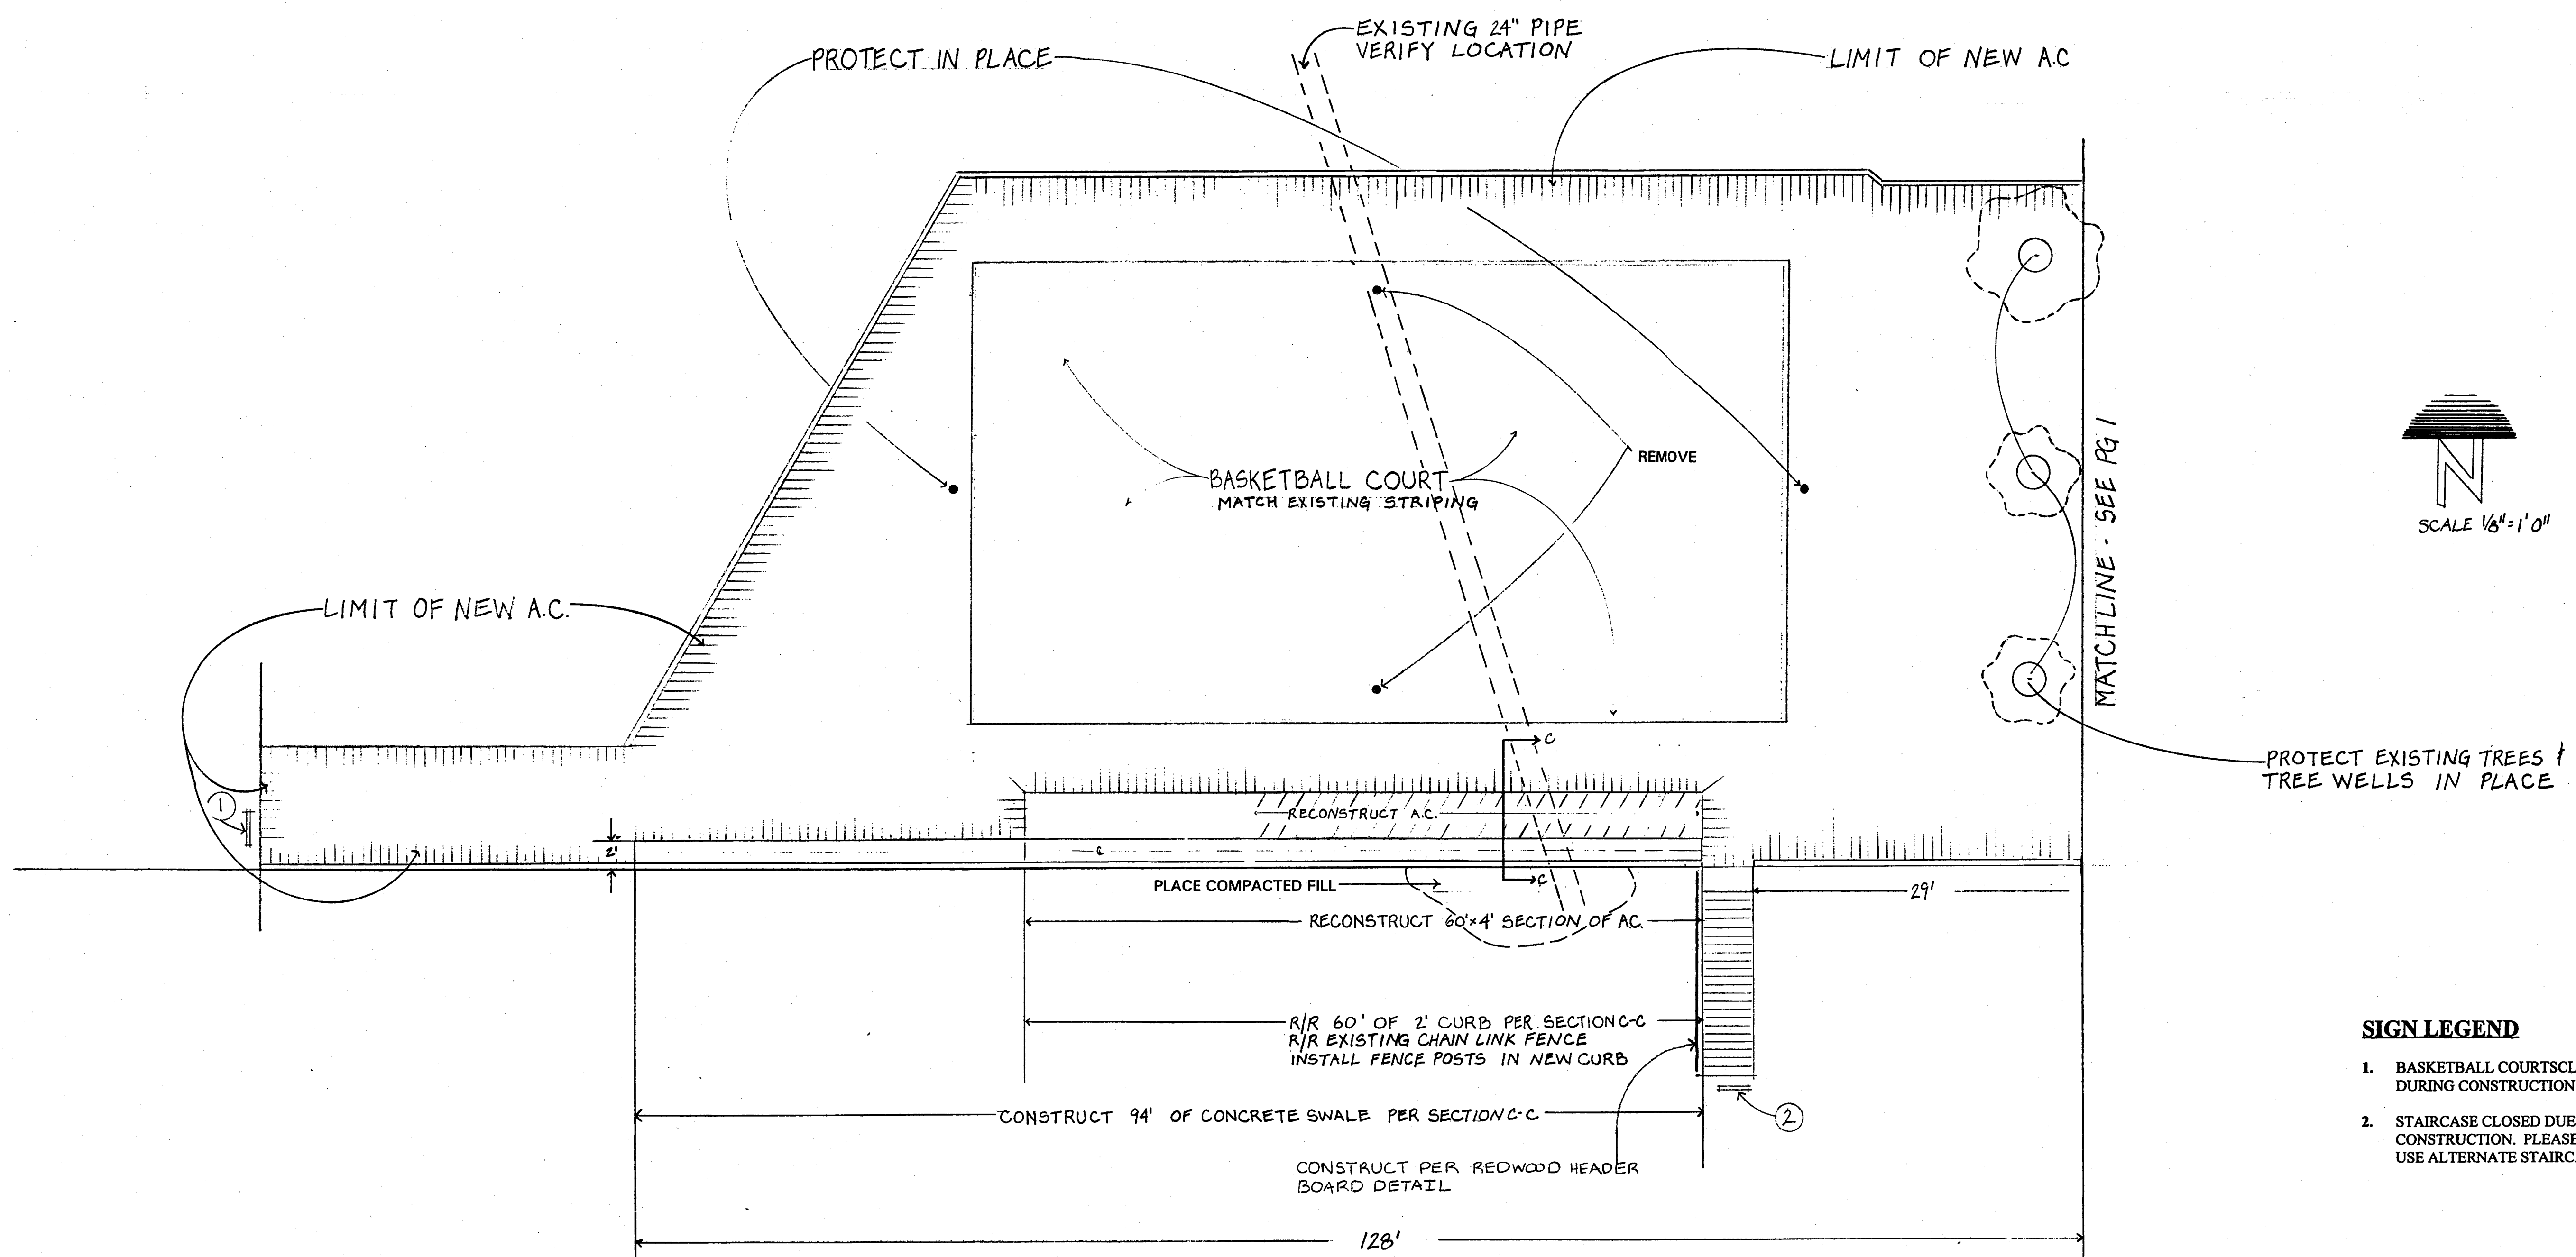 EXISTING 24" PIPE
VERIFY LOCATION
PROTECT IN PLACE
LIMIT OF NEW A.C
REMOVE
BASKETBALL COURT
MATCH EXISTING STRIPING
MATCHLINE - SEE PG 1
N
SCALE 1/8"=1'0"
LIMIT OF NEW A.C.
C
PROTECT EXISTING TREES &
TREE WELLS IN PLACE
1
RECONSTRUCT A.C.
2'
C
PLACE COMPACTED FILL
29'
RECONSTRUCT 60'x4' SECTION OF A.C.
R/R 60' OF 2' CURB PER SECTION C-C
R/R EXISTING CHAIN LINK FENCE
INSTALL FENCE POSTS IN NEW CURB
CONSTRUCT 94' OF CONCRETE SWALE PER SECTION C-C
2
CONSTRUCT PER REDWOOD HEADER
BOARD DETAIL
128'
SIGN LEGEND
1. BASKETBALL COURTSCL
DURING CONSTRUCTION
2. STAIRCASE CLOSED DUE
CONSTRUCTION. PLEASE
USE ALTERNATE STAIRC